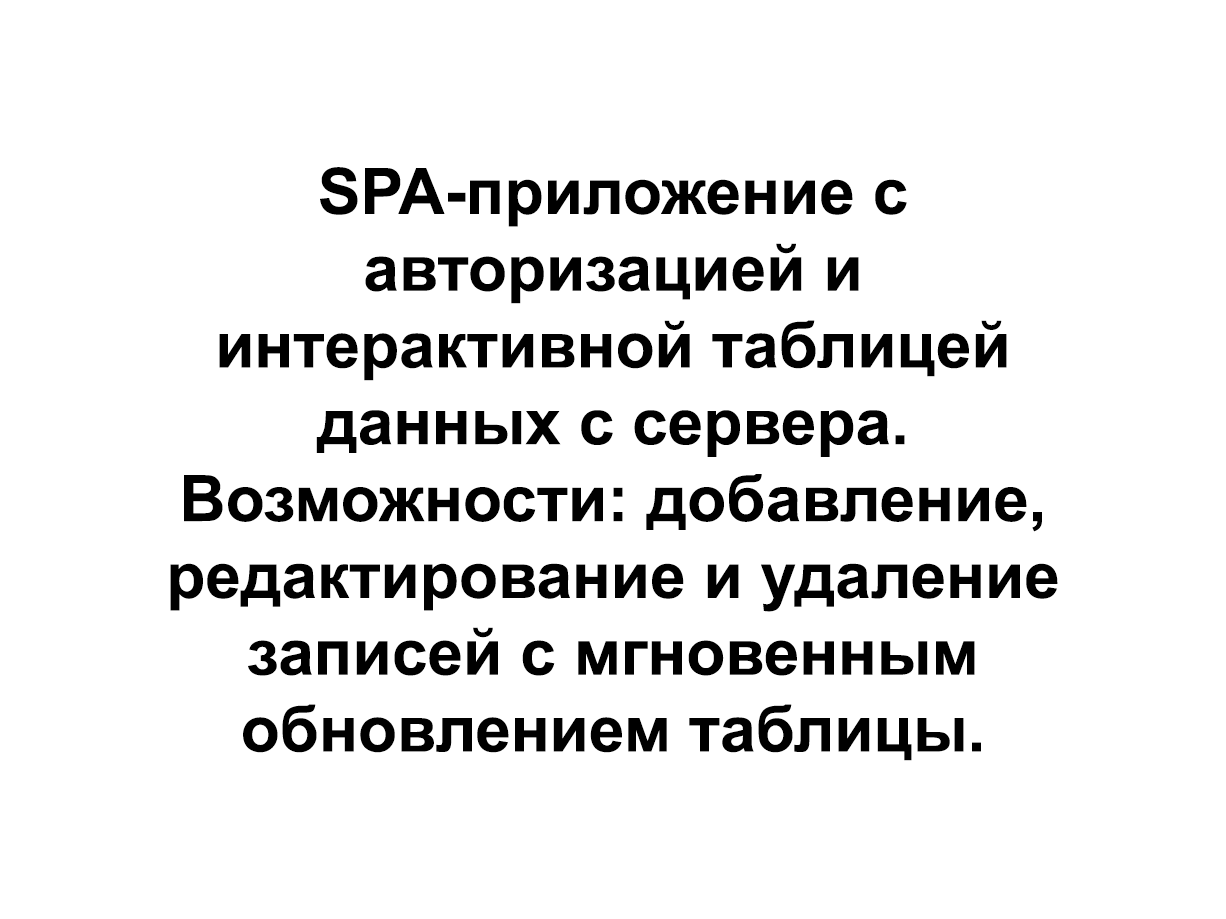 SPA-приложение с
авторизацией и
интерактивной таблицей
данных с сервера.
Возможности: добавление,
редактирование и удаление
записей с мгновенным
обновлением таблицы.